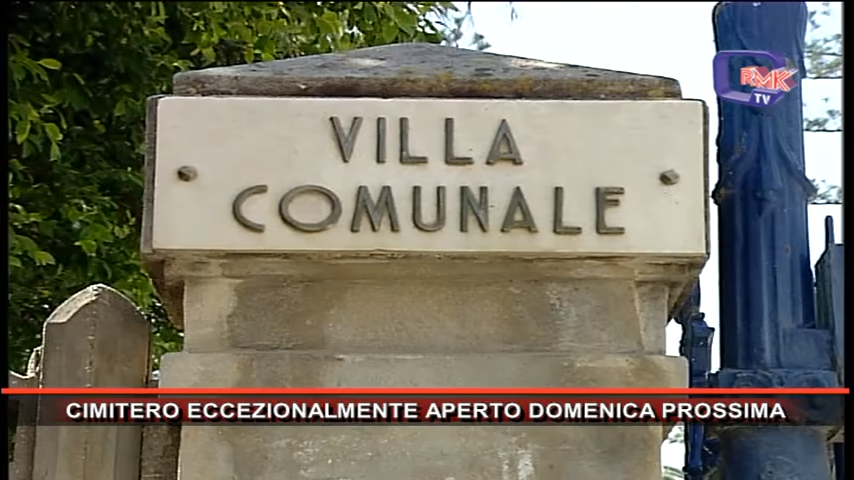 RMK
TV
VILLA
COMUNALE
CIMITERO ECCEZIONALMENTE APERTO DOMENICA PROSSIMA